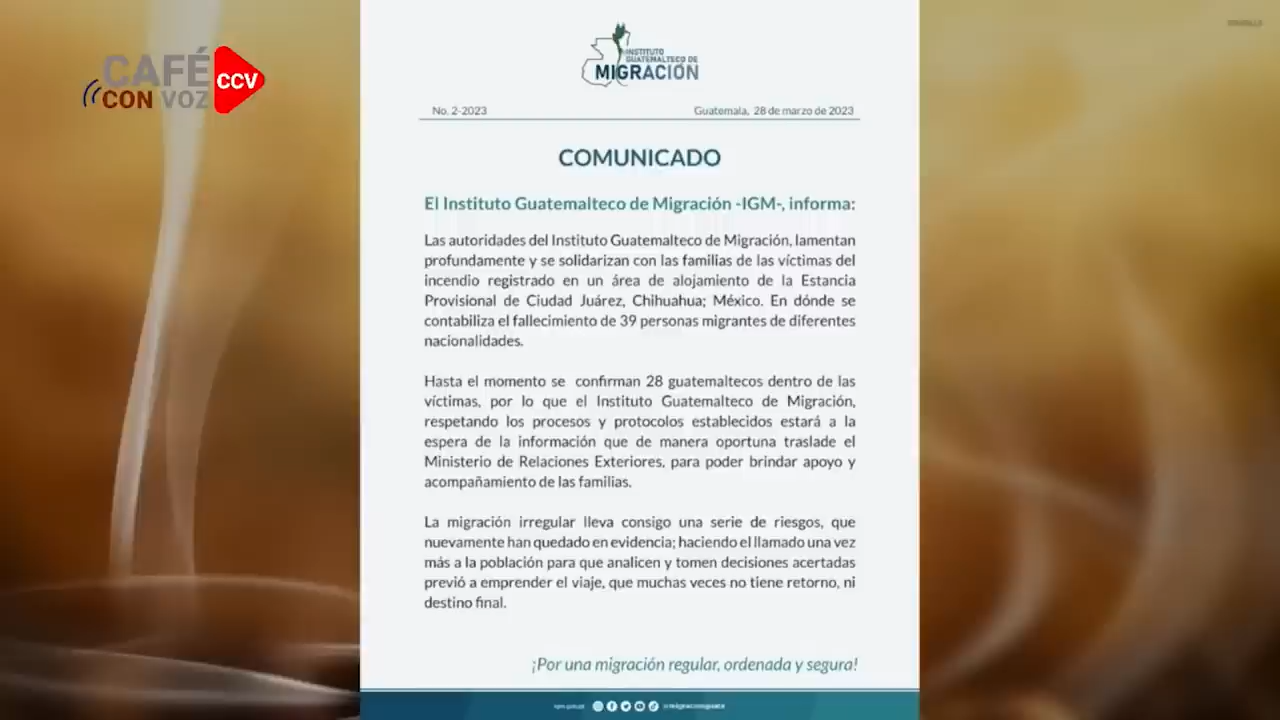 CAFÉ
CON VOZ
CCV
INSTITUTO
GUATEMALTECO DE
MIGRACIÓN
No. 2-2023
Guatemala, 28 de marzo de 2023
COMUNICADO
El Instituto Guatemalteco de Migración -IGM-, informa:
Las autoridades del Instituto Guatemalteco de Migración, lamentan
profundamente y se solidarizan con las familias de las víctimas del
incendio registrado en un área de alojamiento de la Estancia
Provisional de Ciudad Juárez, Chihuahua; México. En dónde se
contabiliza el fallecimiento de 39 personas migrantes de diferentes
nacionalidades.
Hasta el momento se confirman 28 guatemaltecos dentro de las
víctimas, por lo que el Instituto Guatemalteco de Migración,
respetando los procesos y protocolos establecidos estará a la
espera de la información que de manera oportuna traslade el
Ministerio de Relaciones Exteriores, para poder brindar apoyo y
acompañamiento de las familias.
La migración irregular lleva consigo una serie de riesgos, que
nuevamente han quedado en evidencia; haciendo el llamado una vez
más a la población para que analicen y tomen decisiones acertadas
previó a emprender el viaje, que muchas veces no tiene retorno, ni
destino final.
¡Por una migración regular, ordenada y segura!
igm.gob.gt